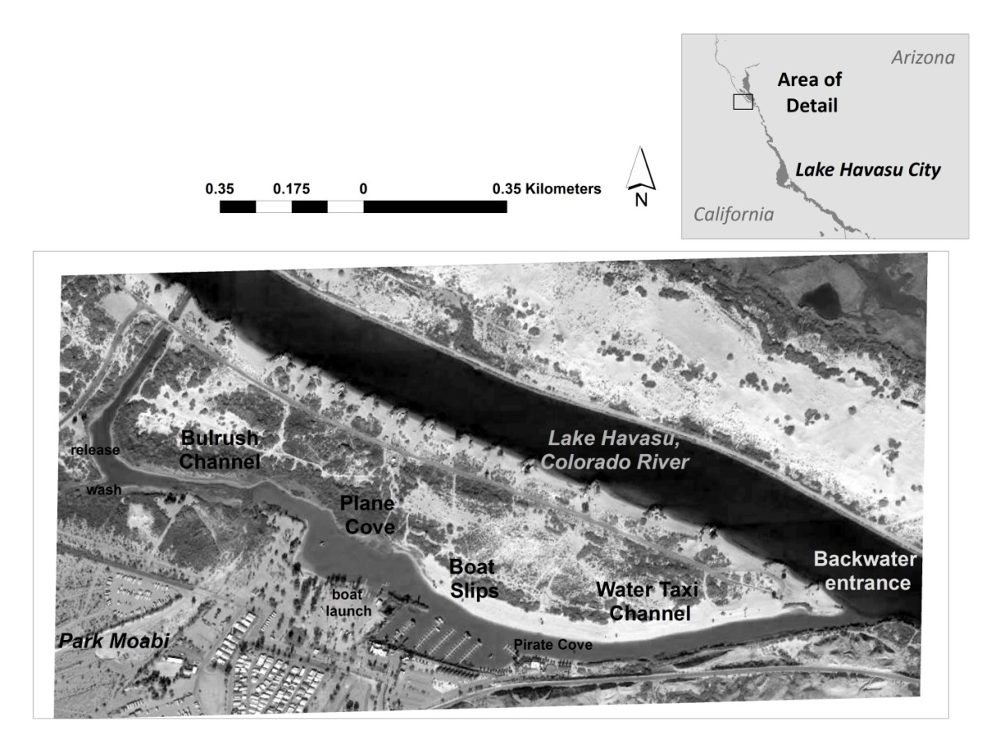 Arizona
Area of
Detail
Lake Havasu City
California
0.35 0.175 0 0.35 Kilometers
N
Lake Havasu,
Colorado River
Bulrush
Channel
release
wash
Plane
Cove
Backwater
entrance
Boat
Slips
Water Taxi
Channel
boat
launch
Park Moabi
Pirate Cove